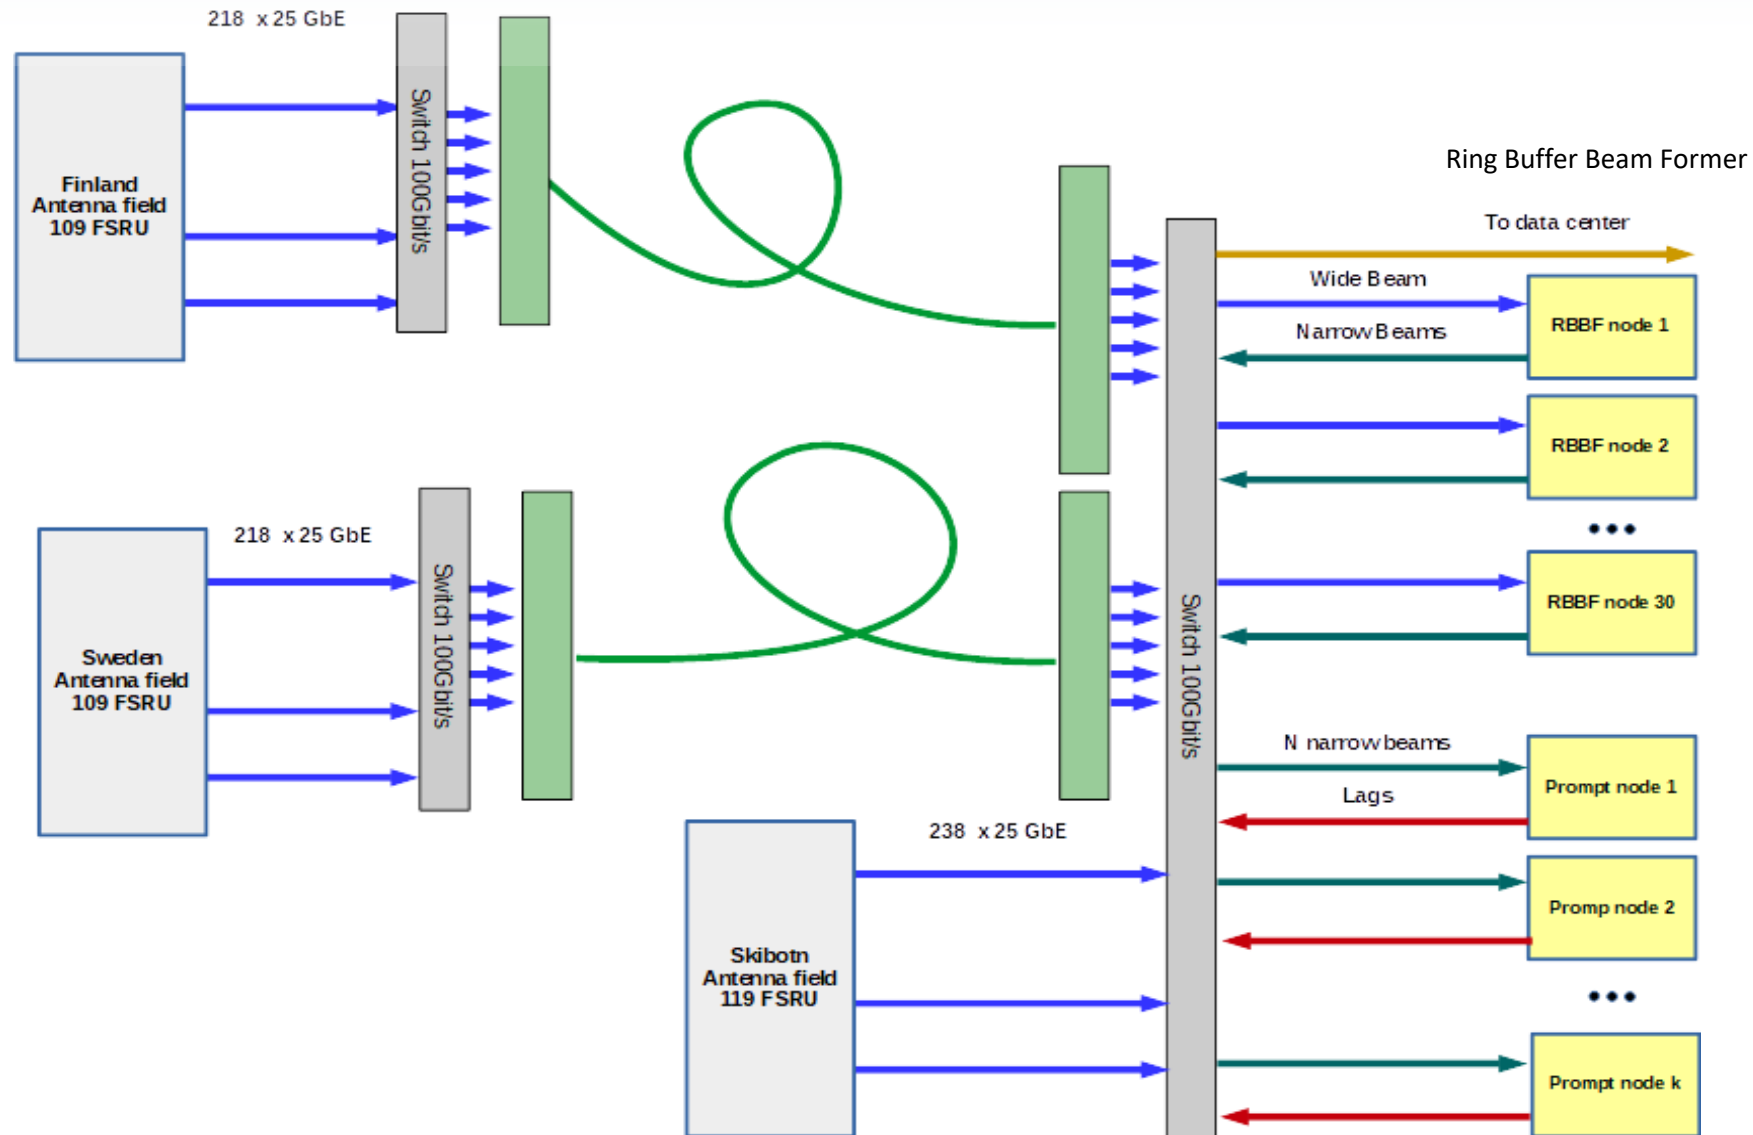 218 x 25 GbE
Finland
Antenna field
109 FSRU
Switch 100Gbit/s
Ring Buffer Beam Former
To data center
Wide Beam
Narrow Beams
RBBF node 1
RBBF node 2
•••
RBBF node 30
218 x 25 GbE
Sweden
Antenna field
109 FSRU
Switch 100Gbit/s
Switch 100Gbit/s
N narrow beams
Lags
Prompt node 1
238 x 25 GbE
Skibotn
Antenna field
119 FSRU
Promp node 2
•••
Prompt node k